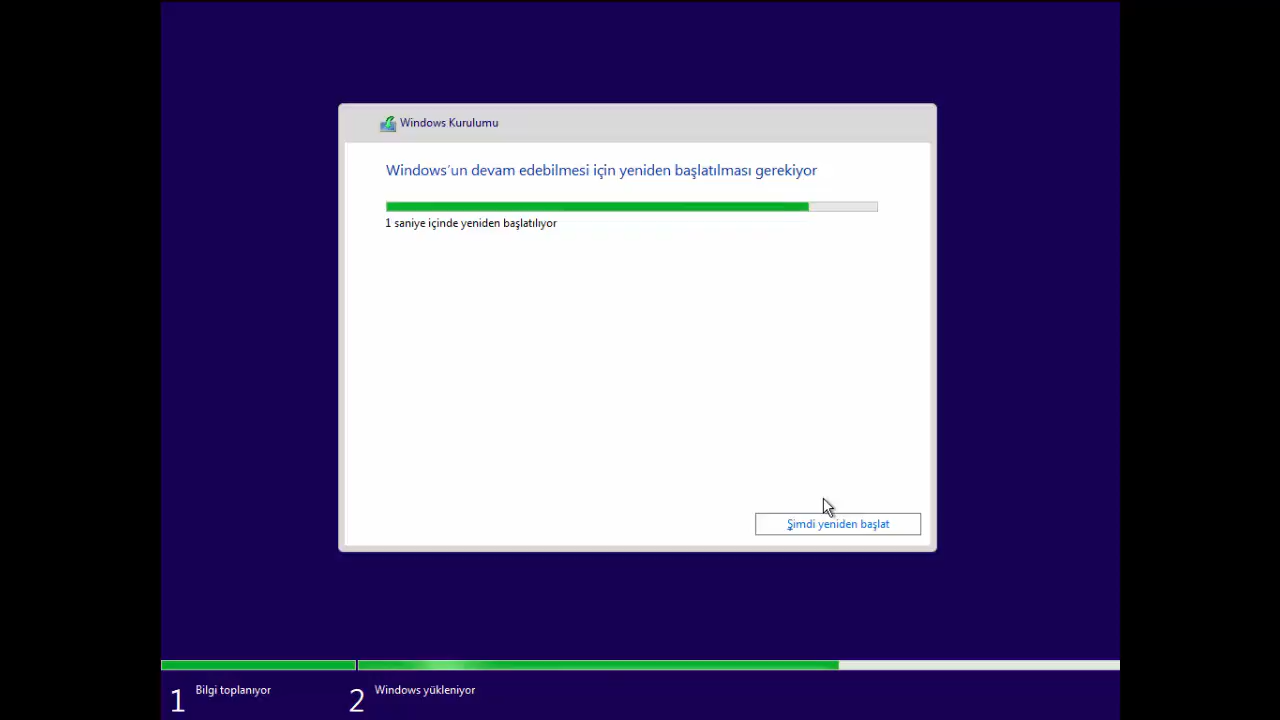 Windows Kurulumu
Windows'un devam edebilmesi için yeniden başlatılması gerekiyor
1 saniye içinde yeniden başlatılıyor
Şimdi yeniden başlat
1 Bilgi toplanıyor
2 Windows yükleniyor